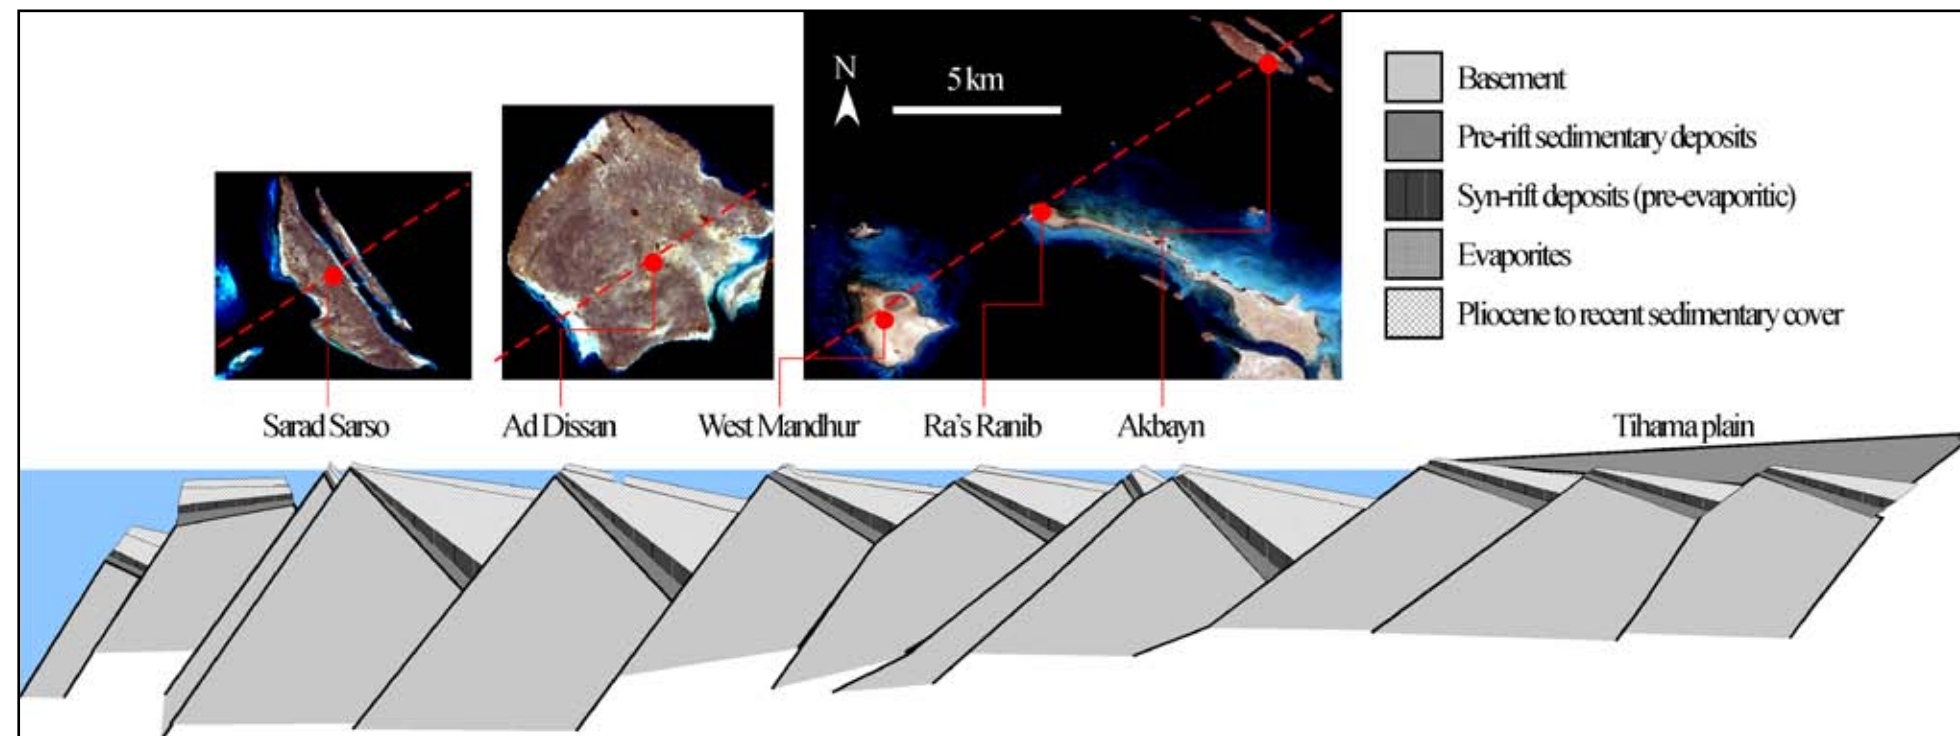 N
5 km
Basement
Pre-rift sedimentary deposits
Syn-rift deposits (pre-evaporitic)
Evaporites
Pliocene to recent sedimentary cover
Sarad Sarso
Ad Dissan
West Mandhur
Ra's Ranib
Akbayn
Tihama plain